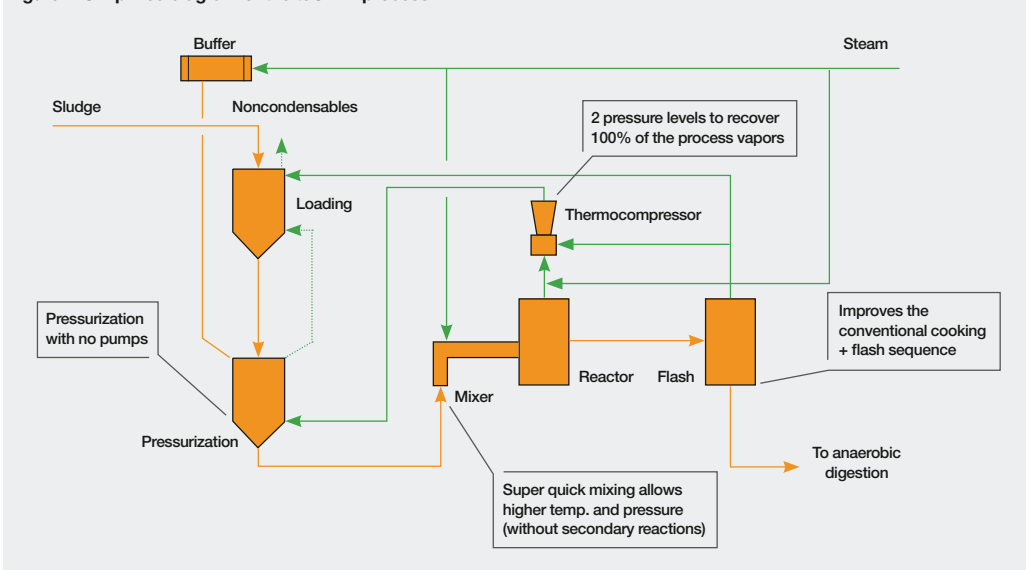 Buffer
Steam
Sludge
Noncondensables
2 pressure levels to recover
100% of the process vapors
Loading
Thermocompressor
Pressurization
with no pumps
Improves the
conventional cooking
+ flash sequence
Reactor
Flash
Mixer
Pressurization
To anaerobic
digestion
Super quick mixing allows
higher temp. and pressure
(without secondary reactions)